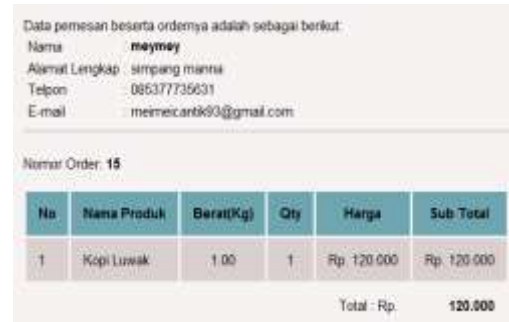 Data pemesan beserta ordernya adalah sebagai berikut:
Nama : meymey
Alamat Lengkap : simpang manna
Telpon : 085377735631
E-mail : meimeicantik93@gmail.com
Nomor Order: 15
No Nama Produk Berat(Kg) Qty Harga Sub Total
1 Kopi Luwak 1.00 1 Rp. 120.000 Rp. 120.000
Total : Rp. 120.000